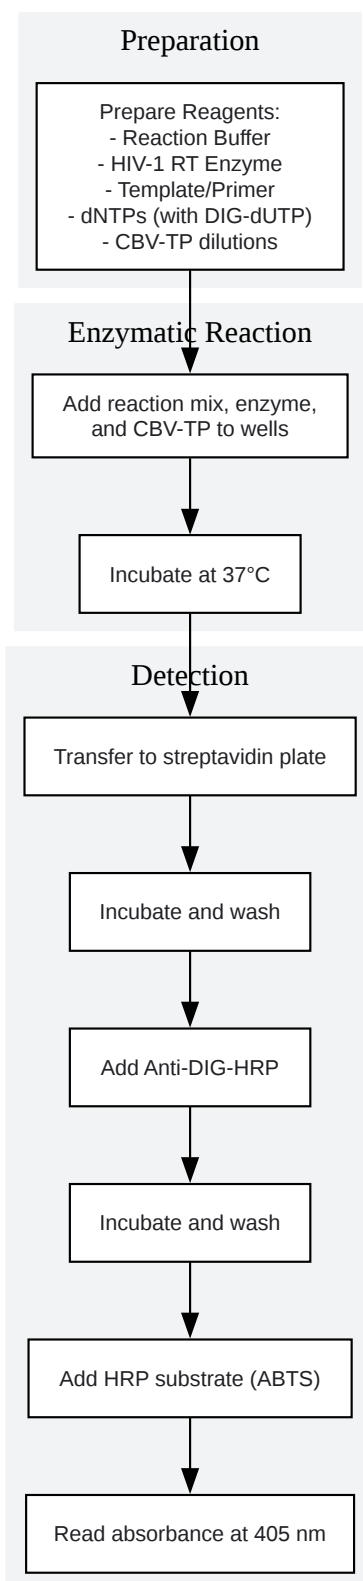 Preparation
Prepare Reagents:
- Reaction Buffer
- HIV-1 RT Enzyme
- Template/Primer
- dNTPs (with DIG-dUTP)
- CBV-TP dilutions
Enzymatic Reaction
Add reaction mix, enzyme,
and CBV-TP to wells
Incubate at 37°C
Detection
Transfer to streptavidin plate
Incubate and wash
Add Anti-DIG-HRP
Incubate and wash
Add HRP substrate (ABTS)
Read absorbance at 405 nm